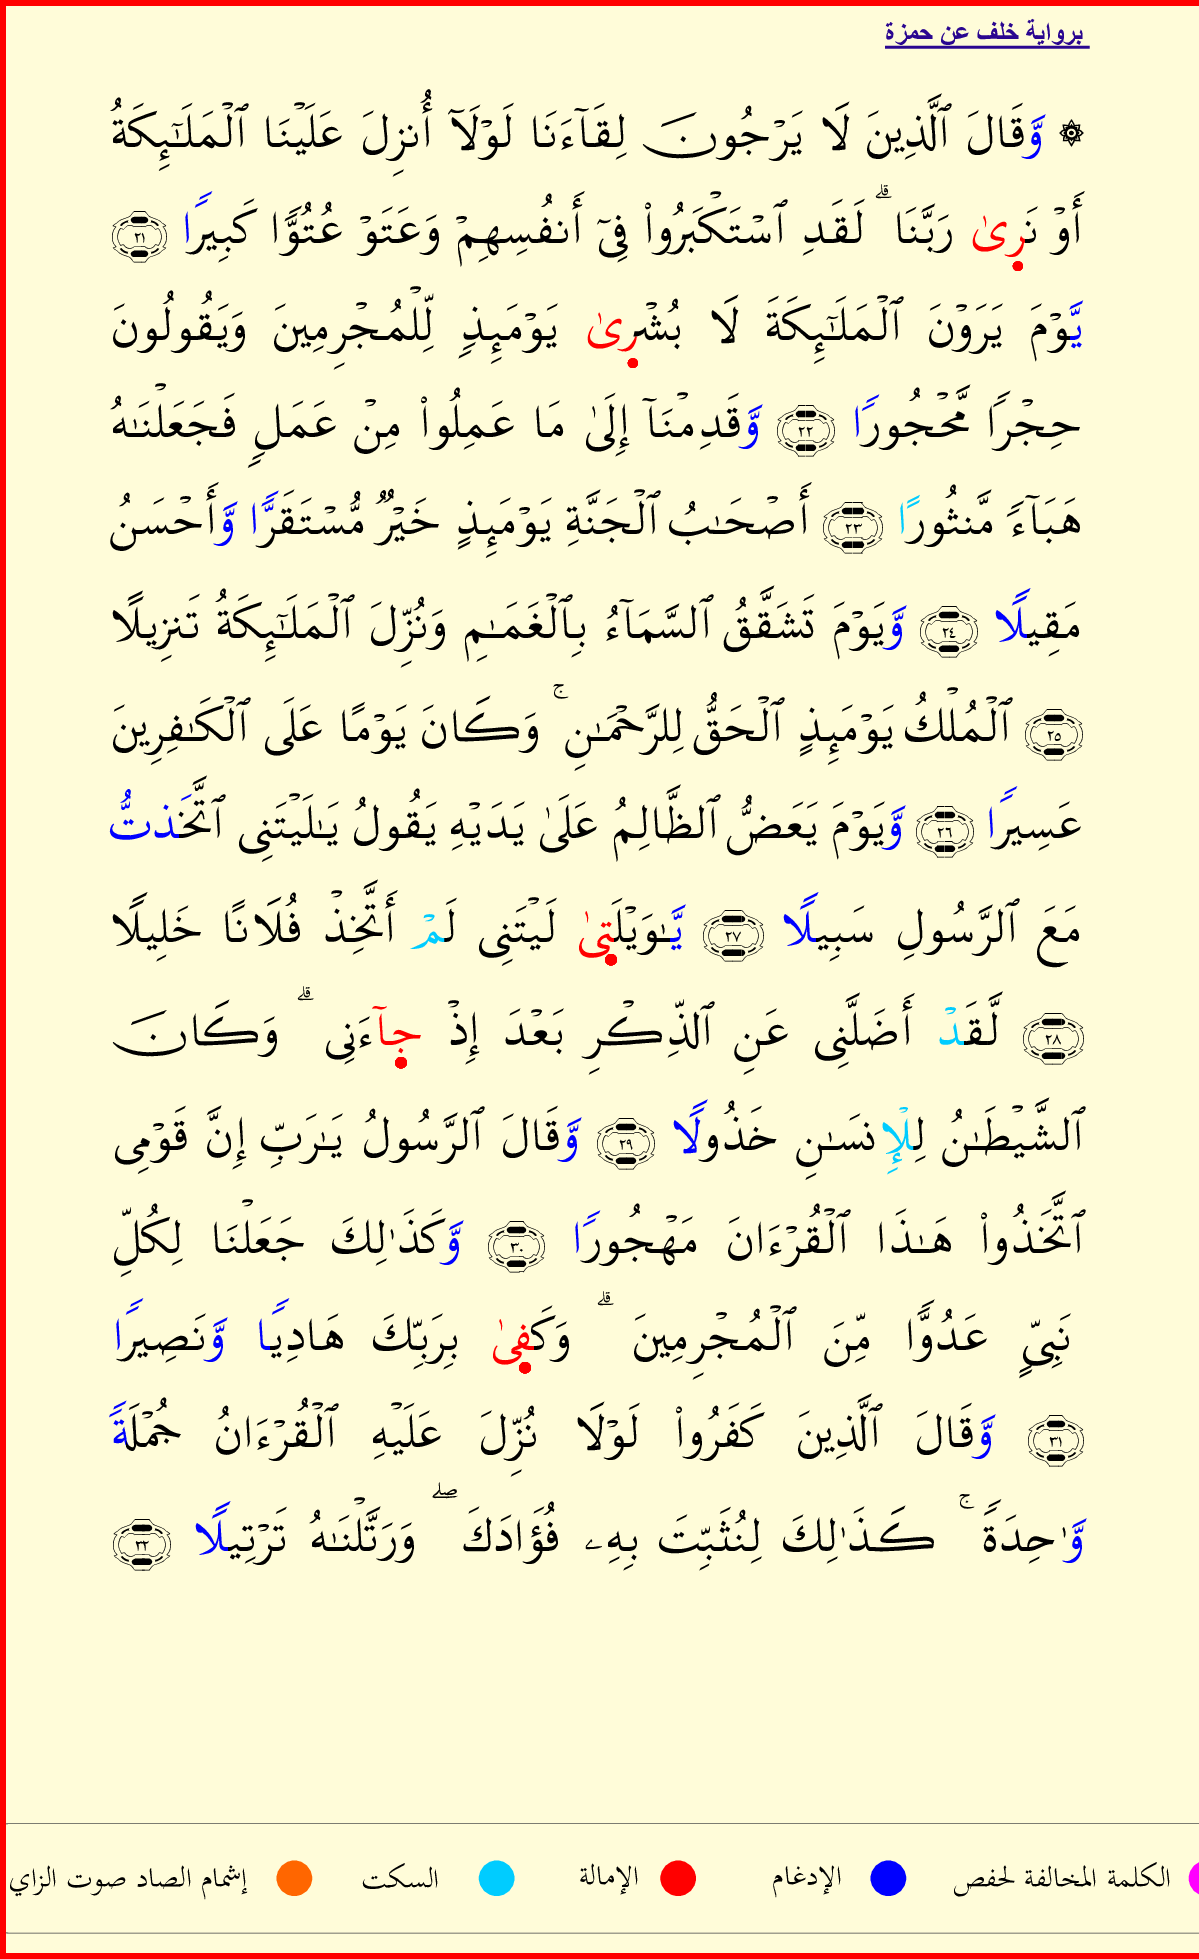 برواية خلف عن حمزة
۞ وَّقَالَ ٱلَّذِينَ لَا يَرْجُونَ لِقَآءَنَا لَوْلَآ أُنزِلَ عَلَيْنَا ٱلْمَلَـٰٓئِكَةُ
أَوْ نَرِىٰ رَبَّنَا ۗ لَقَدِ ٱسْتَكْبَرُواْ فِىٓ أَنفُسِهِمْ وَعَتَوْ عُتُوًّا كَبِيرًا ٢١
يَّوْمَ يَرَوْنَ ٱلْمَلَـٰٓئِكَةَ لَا بُشْرِىٰ يَوْمَئِذٍ لِّلْمُجْرِمِينَ وَيَقُولُونَ
حِجْرًا مَّحْجُورًا ٢٢ وَّقَدِمْنَآ إِلَىٰ مَا عَمِلُواْ مِنْ عَمَلٍ فَجَعَلْنَـٰهُ
هَبَآءً مَّنثُورًا ٢٣ أَصْحَـٰبُ ٱلْجَنَّةِ يَوْمَئِذٍ خَيْرٌ مُّسْتَقَرًّا وَّأَحْسَنُ
مَقِيلًا ٢٤ وَّيَوْمَ تَشَقَّقُ ٱلسَّمَآءُ بِٱلْغَمَـٰمِ وَنُزِّلَ ٱلْمَلَـٰٓئِكَةُ تَنزِيلًا
٢٥ ٱلْمُلْكُ يَوْمَئِذٍ ٱلْحَقُّ لِلرَّحْمَـٰنِ ۚ وَكَانَ يَوْمًا عَلَى ٱلْكَـٰفِرِينَ
عَسِيرًا ٢٦ وَّيَوْمَ يَعَضُّ ٱلظَّالِمُ عَلَىٰ يَدَيْهِ يَقُولُ يَـٰلَيْتَنِى ٱتَّخَذتُّ
مَعَ ٱلرَّسُولِ سَبِيلًا ٢٧ يَّـٰوَيْلَتِىٰ لَيْتَنِى لَمْ أَتَّخِذْ فُلَانًا خَلِيلًا
٢٨ لَّقَدْ أَضَلَّنِى عَنِ ٱلذِّكْرِ بَعْدَ إِذْ جِآءَنِى ۗ وَكَانَ
ٱلشَّيْطَـٰنُ لِلْإِنسَـٰنِ خَذُولًا ٢٩ وَّقَالَ ٱلرَّسُولُ يَـٰرَبِّ إِنَّ قَوْمِى
ٱتَّخَذُواْ هَـٰذَا ٱلْقُرْءَانَ مَهْجُورًا ٣٠ وَّكَذَٰلِكَ جَعَلْنَا لِكُلِّ
نَبِىٍّ عَدُوًّا مِّنَ ٱلْمُجْرِمِينَ ۗ وَكَفِىٰ بِرَبِّكَ هَادِيًا وَّنَصِيرًا
٣١ وَّقَالَ ٱلَّذِينَ كَفَرُواْ لَوْلَا نُزِّلَ عَلَيْهِ ٱلْقُرْءَانُ جُمْلَةً
وَّٰحِدَةً ۚ كَذَٰلِكَ لِنُثَبِّتَ بِهِۦ فُؤَادَكَ ۖ وَرَتَّلْنَـٰهُ تَرْتِيلًا ٣٢
الكلمة المخالفة لحفص الإدغام الإمالة السكت إشمام الصاد صوت الزاي